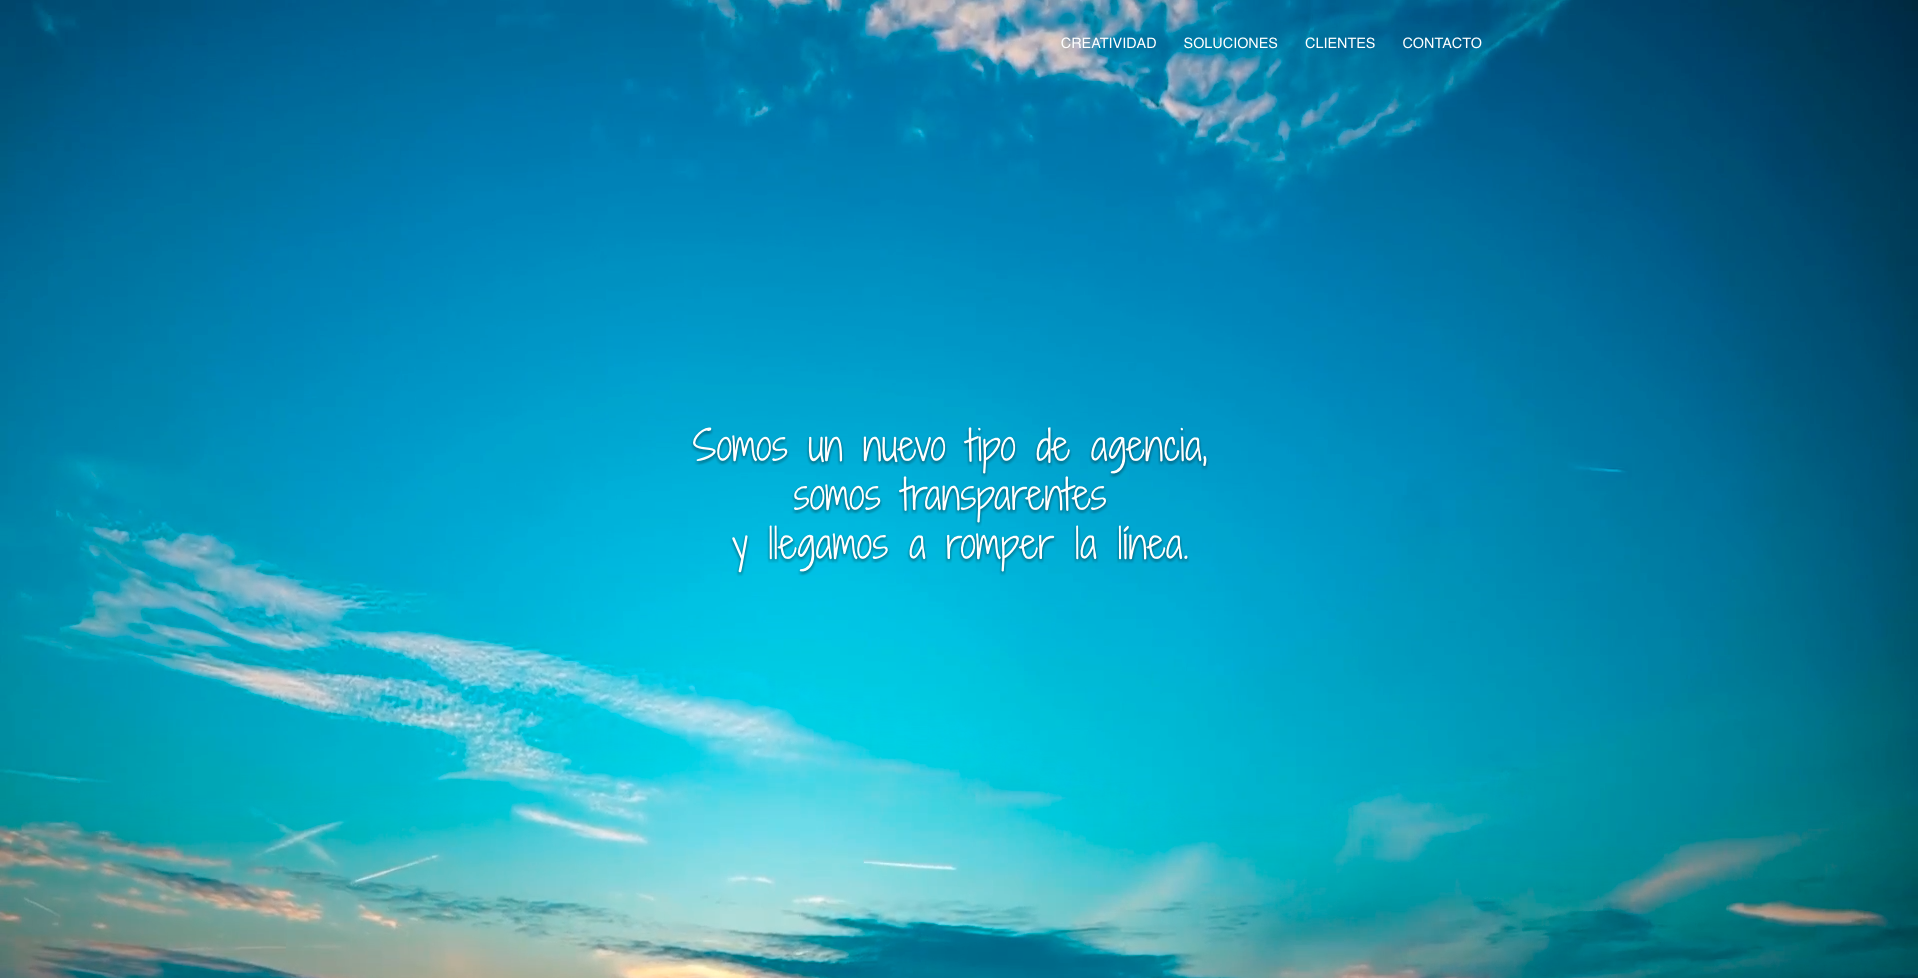 CREATIVIDAD SOLUCIONES CLIENTES CONTACTO
Somos un nuevo tipo de agencia,
somos transparentes
y llegamos a romper la línea.